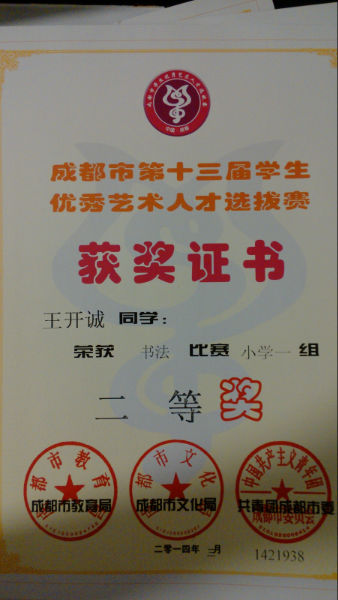 成都市第十三届学生
优秀艺术人才选拔赛
获奖证书
王开诚 同学：
荣获 书法 比赛 小学一 组
二等奖
成都市教育局 成都市文化局 共青团成都市委
二零一四年三月
1421938